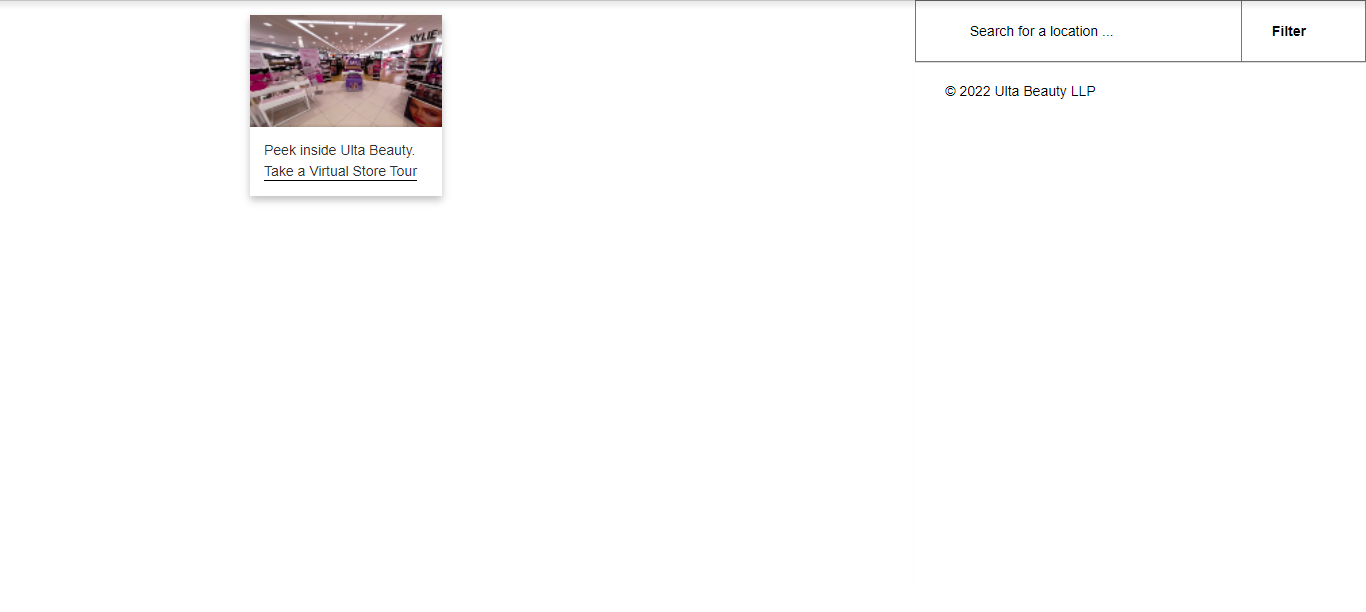 KYLIE
Peek inside Ulta Beauty.
Take a Virtual Store Tour
Search for a location ...
Filter
© 2022 Ulta Beauty LLP